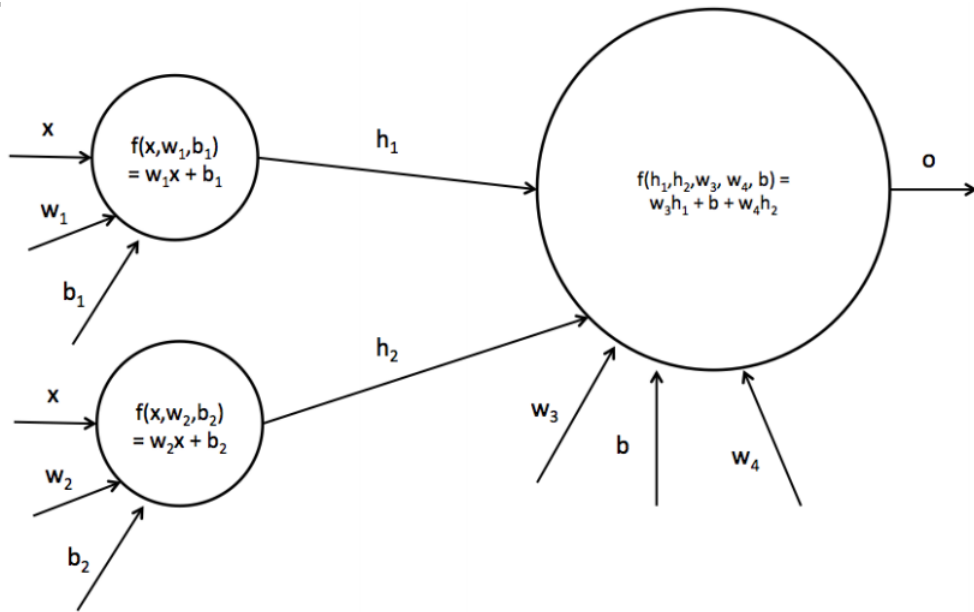 x
f(x,w₁,b₁)
= w₁x + b₁
w₁
b₁
h₁
f(h₁,h₂,w₃, w₄, b) =
w₃h₁ + b + w₄h₂
o
x
f(x,w₂,b₂)
= w₂x + b₂
w₂
b₂
h₂
w₃
b
w₄